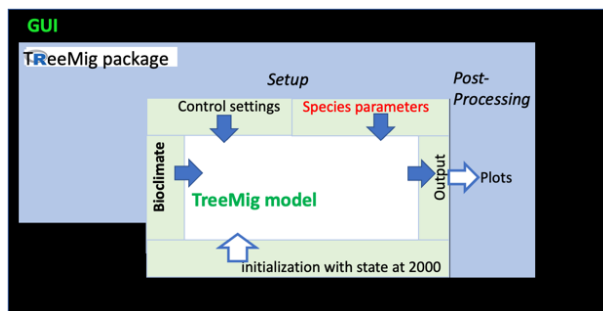 GUI
TReeMig package
Setup
Post-
Processing
Control settings
Species parameters
Bioclimate
TreeMig model
Output
Plots
initialization with state at 2000